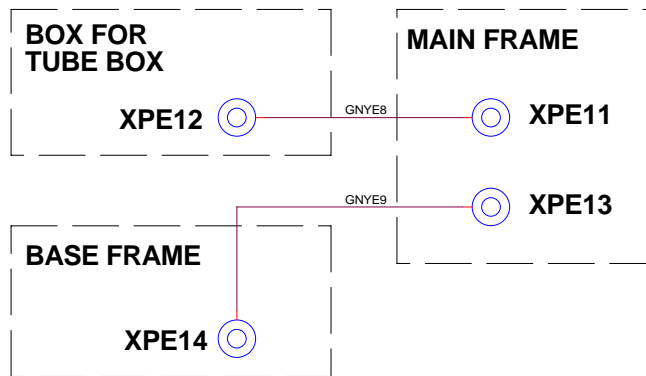 BOX FOR
TUBE BOX
MAIN FRAME
XPE12
GNYE8
XPE11
GNYE9
XPE13
BASE FRAME
XPE14